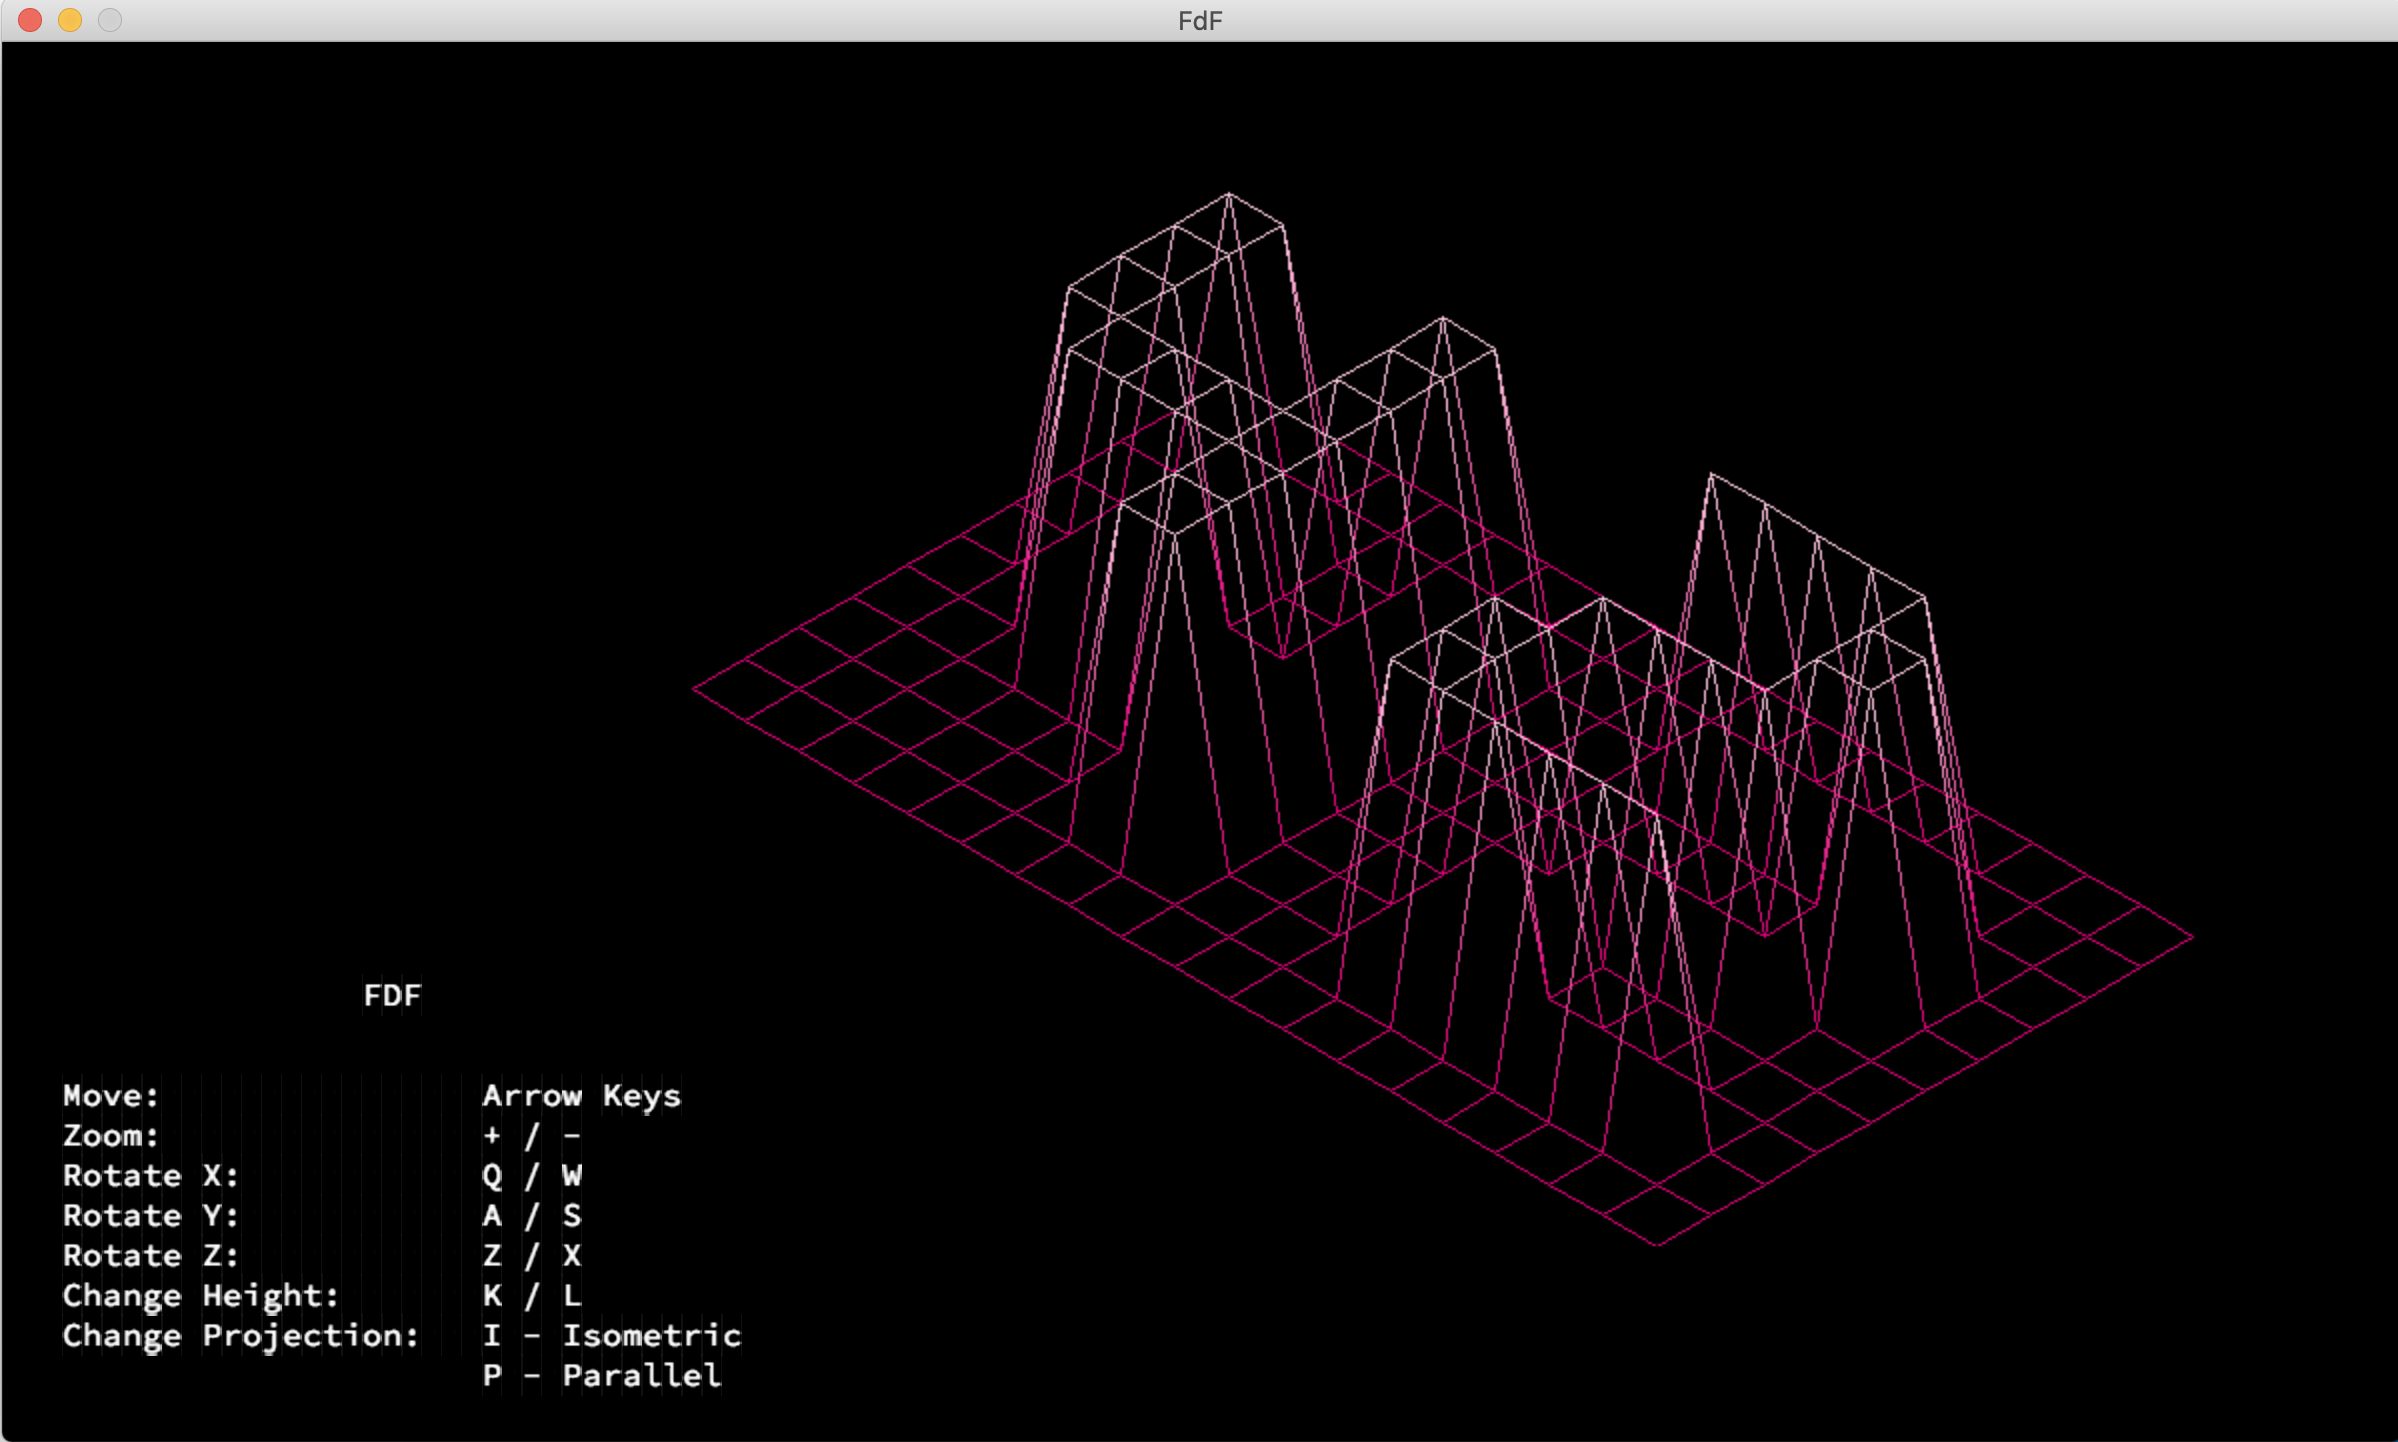 FdF
FDF
Move: Arrow Keys
Zoom: + / -
Rotate X: Q / W
Rotate Y: A / S
Rotate Z: Z / X
Change Height: K / L
Change Projection: I - Isometric
P - Parallel